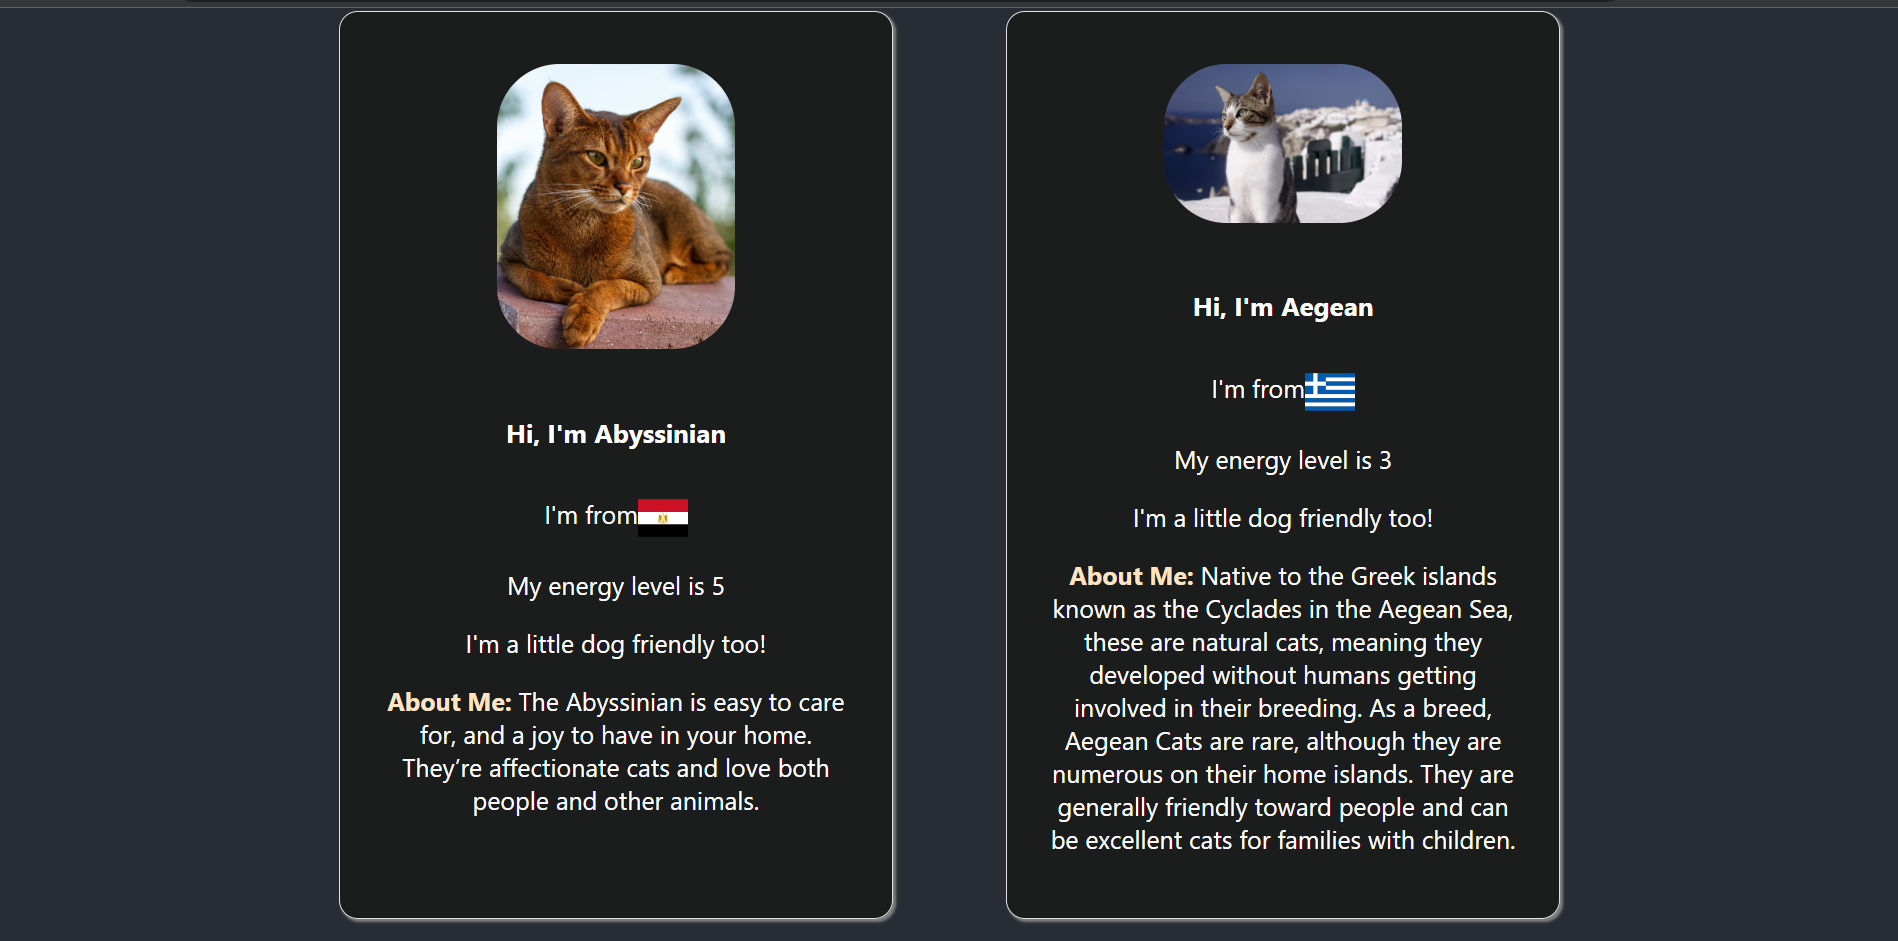 Hi, I'm Abyssinian
I'm from
My energy level is 5
I'm a little dog friendly too!
About Me: The Abyssinian is easy to care
for, and a joy to have in your home.
They’re affectionate cats and love both
people and other animals.
Hi, I'm Aegean
I'm from
My energy level is 3
I'm a little dog friendly too!
About Me: Native to the Greek islands
known as the Cyclades in the Aegean Sea,
these are natural cats, meaning they
developed without humans getting
involved in their breeding. As a breed,
Aegean Cats are rare, although they are
numerous on their home islands. They are
generally friendly toward people and can
be excellent cats for families with children.